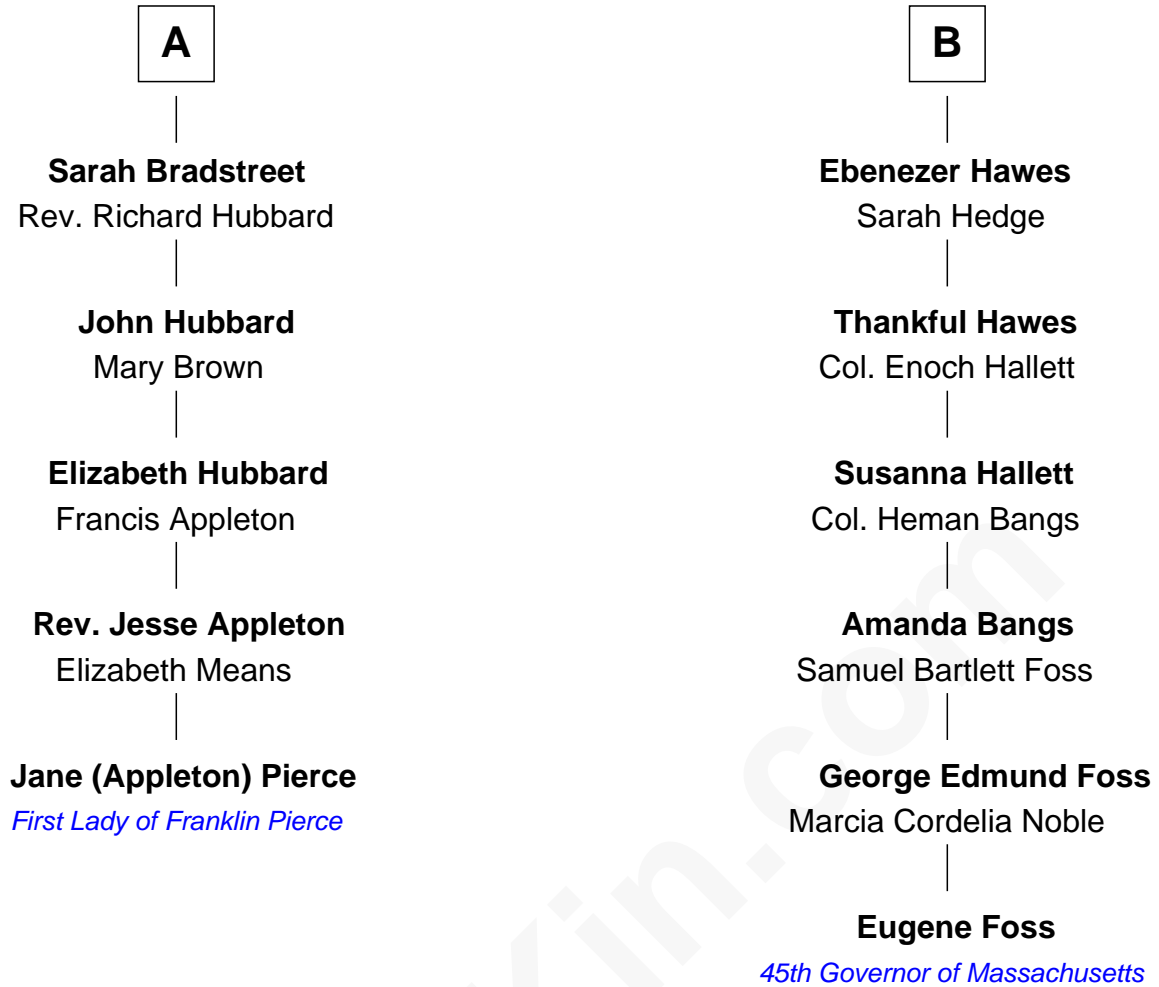 A
Sarah Bradstreet
Rev. Richard Hubbard
John Hubbard
Mary Brown
Elizabeth Hubbard
Francis Appleton
Rev. Jesse Appleton
Elizabeth Means
Jane (Appleton) Pierce
First Lady of Franklin Pierce
B
Ebenezer Hawes
Sarah Hedge
Thankful Hawes
Col. Enoch Hallett
Susanna Hallett
Col. Heman Bangs
Amanda Bangs
Samuel Bartlett Foss
George Edmund Foss
Marcia Cordelia Noble
Eugene Foss
45th Governor of Massachusetts